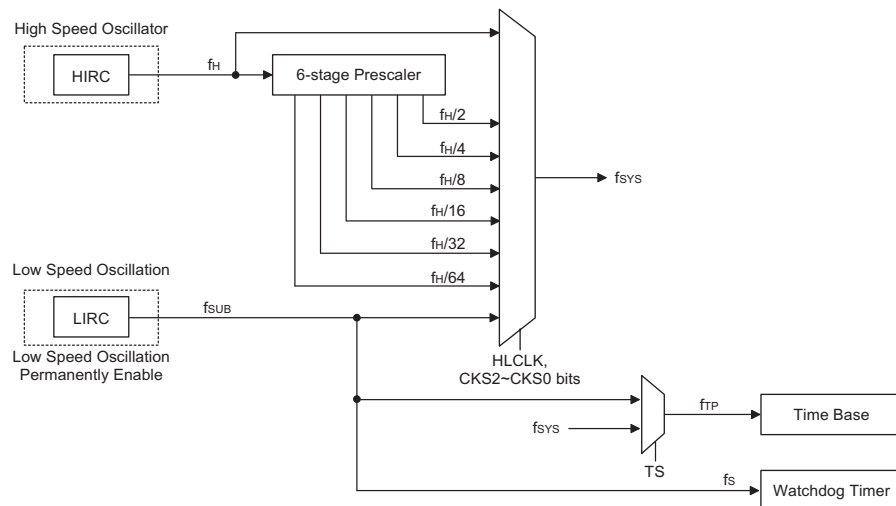 High Speed Oscillator
HIRC
fH
6-stage Prescaler
fH/2
fH/4
fH/8
fH/16
fH/32
fH/64
fSYS
Low Speed Oscillation
LIRC
fSUB
Low Speed Oscillation
Permanently Enable
HLCLK,
CKS2~CKS0 bits
fSYS
TS
fTP
Time Base
fS
Watchdog Timer